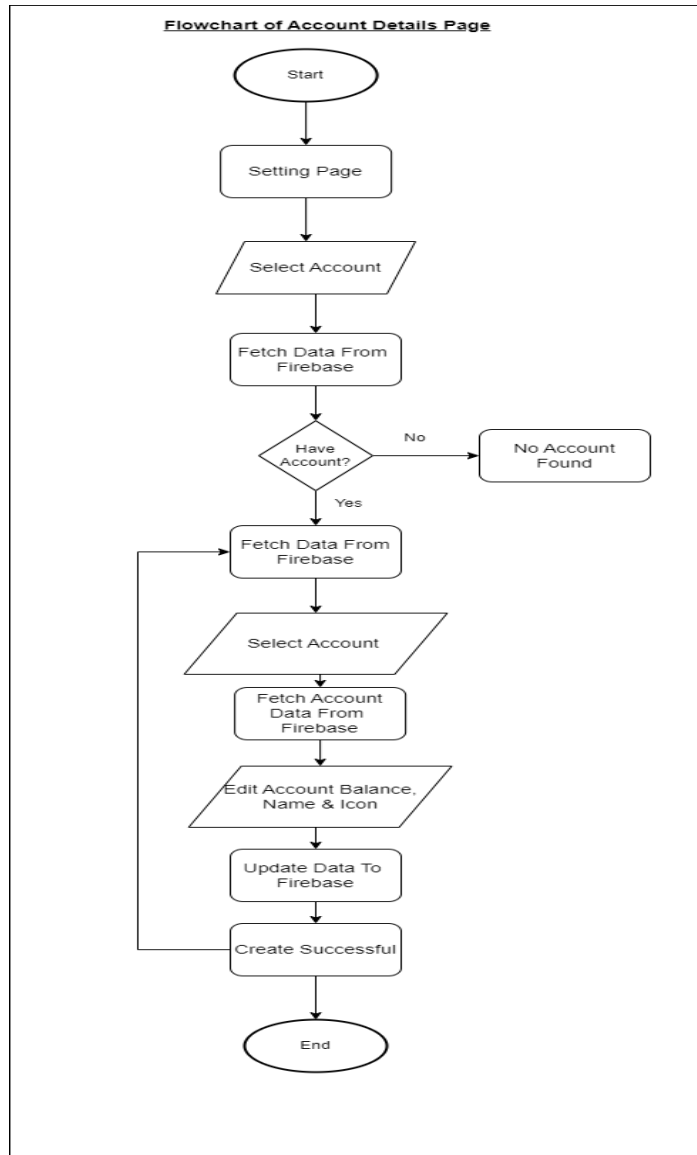 Flowchart of Account Details Page
Start
Setting Page
Select Account
Fetch Data From
Firebase
Have
Account?
No
No Account
Found
Yes
Fetch Data From
Firebase
Select Account
Fetch Account
Data From
Firebase
Edit Account Balance,
Name & Icon
Update Data To
Firebase
Create Successful
End